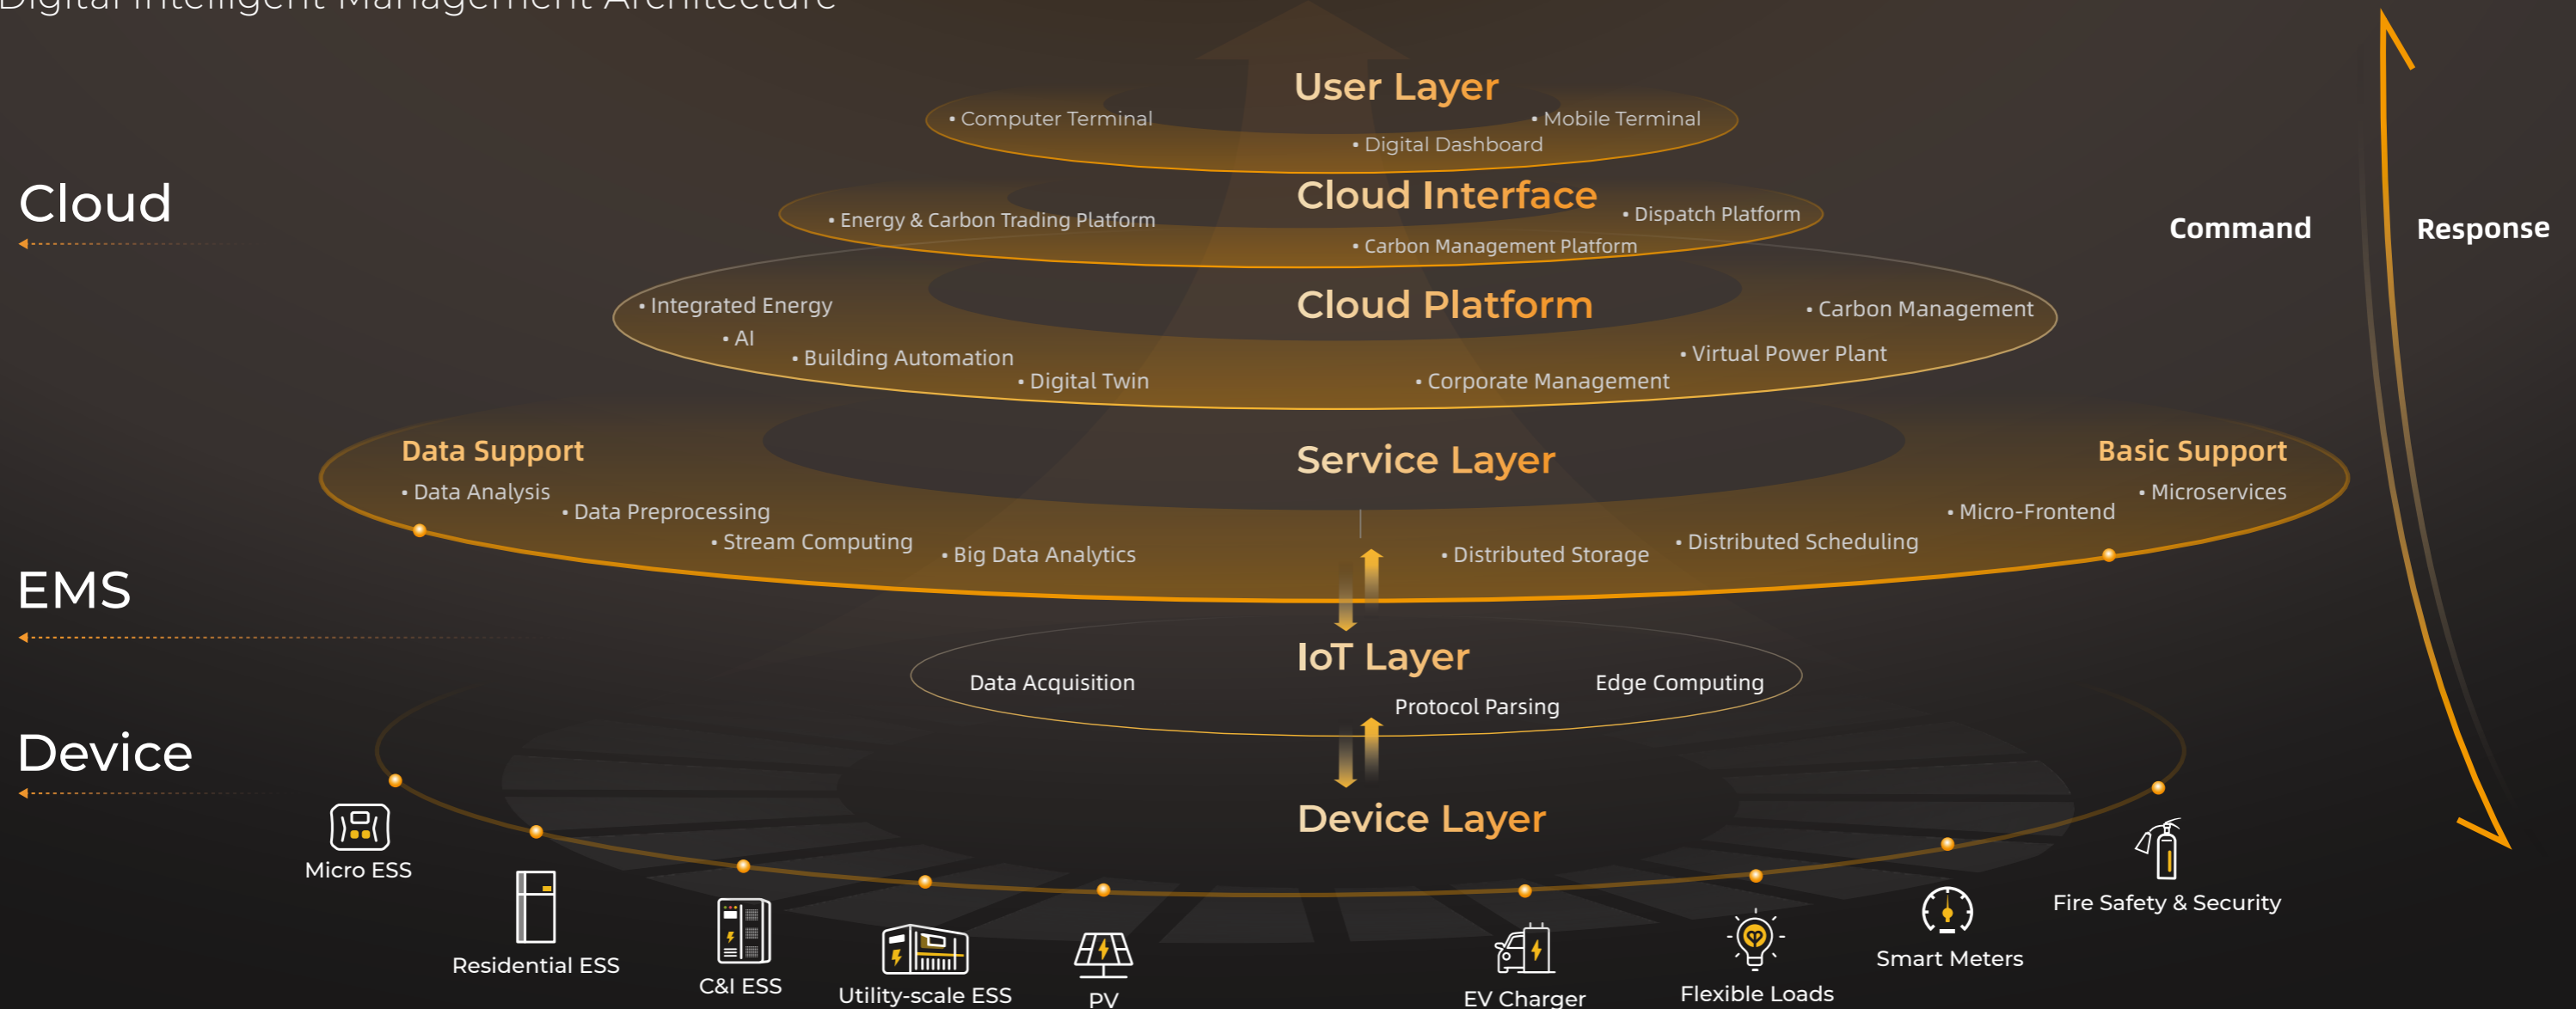 Digital Intelligent Management Architecture
User Layer
• Computer Terminal
• Mobile Terminal
• Digital Dashboard
Cloud
Cloud Interface
• Energy & Carbon Trading Platform
• Dispatch Platform
• Carbon Management Platform
Command
Response
Cloud Platform
• Integrated Energy
• AI
• Building Automation
• Digital Twin
• Corporate Management
• Virtual Power Plant
• Carbon Management
Service Layer
Data Support
• Data Analysis
• Data Preprocessing
• Stream Computing
• Big Data Analytics
Basic Support
• Microservices
• Micro-Frontend
• Distributed Scheduling
• Distributed Storage
EMS
IoT Layer
Data Acquisition
Protocol Parsing
Edge Computing
Device
Device Layer
Micro ESS
Residential ESS
C&I ESS
Utility-scale ESS
PV
EV Charger
Flexible Loads
Smart Meters
Fire Safety & Security